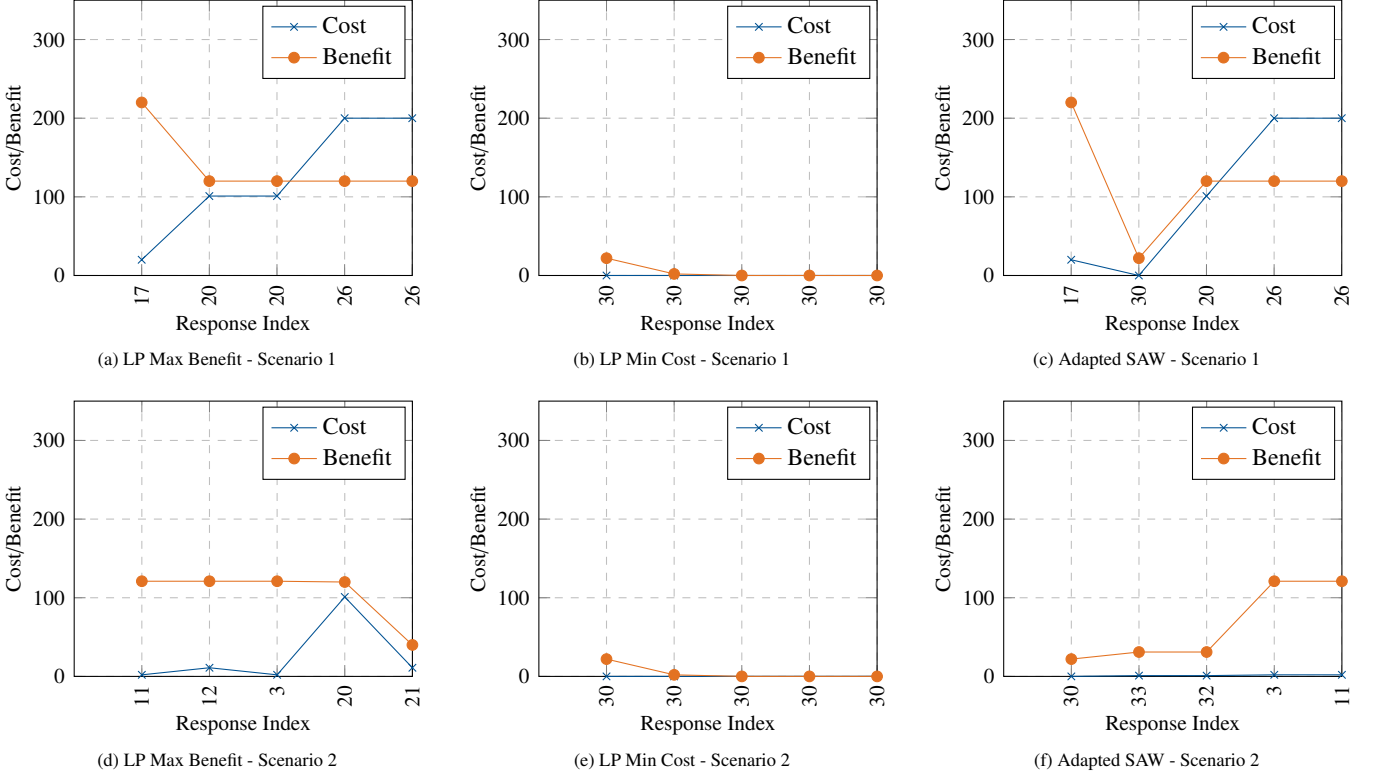 Cost/Benefit
300
200
100
0
Cost
Benefit
17
20
20
26
26
Response Index
(a) LP Max Benefit - Scenario 1
Cost/Benefit
300
200
100
0
Cost
Benefit
30
30
30
30
30
Response Index
(b) LP Min Cost - Scenario 1
Cost/Benefit
300
200
100
0
Cost
Benefit
17
30
20
26
26
Response Index
(c) Adapted SAW - Scenario 1
Cost/Benefit
300
200
100
0
Cost
Benefit
11
12
3
20
21
Response Index
(d) LP Max Benefit - Scenario 2
Cost/Benefit
300
200
100
0
Cost
Benefit
30
30
30
30
30
Response Index
(e) LP Min Cost - Scenario 2
Cost/Benefit
300
200
100
0
Cost
Benefit
30
33
32
3
11
Response Index
(f) Adapted SAW - Scenario 2